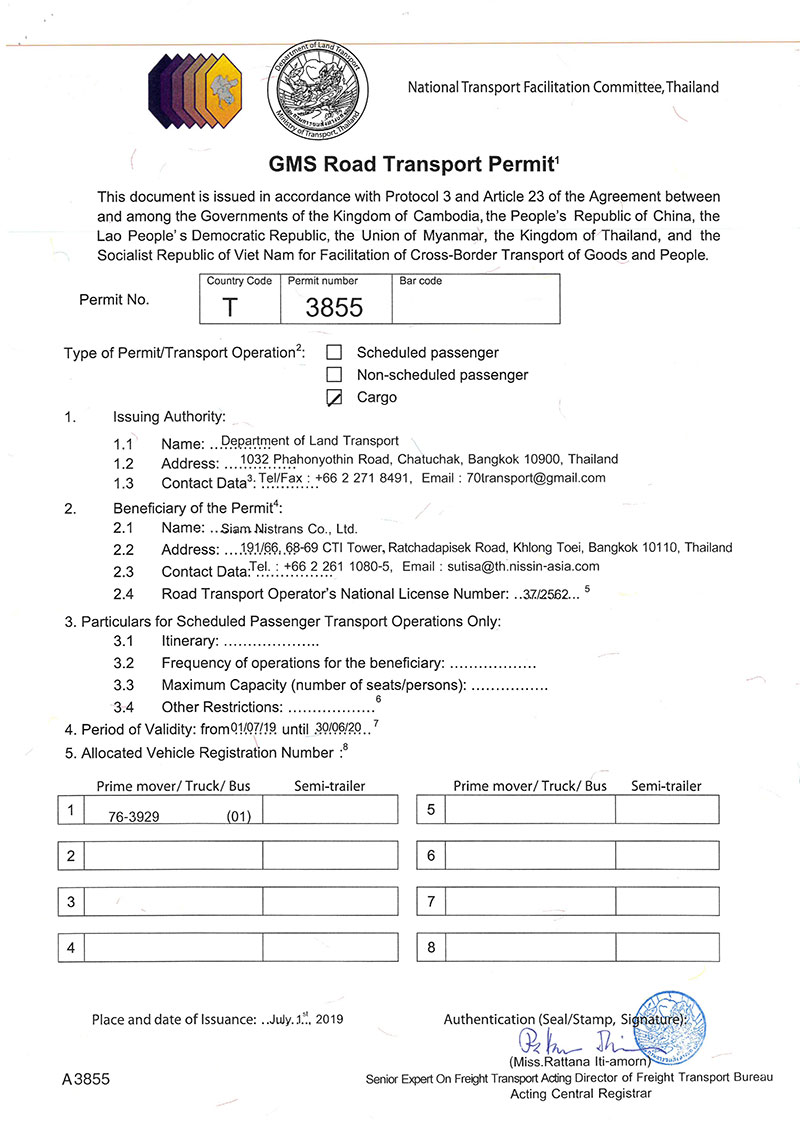 Department of Land Transport
Ministry of Transport, Thailand
National Transport Facilitation Committee, Thailand
GMS Road Transport Permit1
This document is issued in accordance with Protocol 3 and Article 23 of the Agreement between
and among the Governments of the Kingdom of Cambodia, the People's Republic of China, the
Lao People's Democratic Republic, the Union of Myanmar, the Kingdom of Thailand, and the
Socialist Republic of Viet Nam for Facilitation of Cross-Border Transport of Goods and People.
Permit No.
Country Code Permit number Bar code
T 3855
Type of Permit/Transport Operation2: Scheduled passenger
Non-scheduled passenger
Cargo
1. Issuing Authority:
1.1 Name: ..Department of Land Transport
1.2 Address: ....1032 Phahonyothin Road, Chatuchak, Bangkok 10900, Thailand
1.3 Contact Data3: Tel/Fax : +66 2 271 8491, Email : 70transport@gmail.com
2. Beneficiary of the Permit4:
2.1 Name: ...Siam Nistrans Co., Ltd.
2.2 Address: ....191/66, 68-69 CTI Tower, Ratchadapisek Road, Khlong Toei, Bangkok 10110, Thailand
2.3 Contact Data: Tel. : +66 2 261 1080-5, Email : sutisa@th.nissin-asia.com
2.4 Road Transport Operator's National License Number: ..37/2562... 5
3. Particulars for Scheduled Passenger Transport Operations Only:
3.1 Itinerary: ....................
3.2 Frequency of operations for the beneficiary: ..................
3.3 Maximum Capacity (number of seats/persons): ................
3.4 Other Restrictions: ..................6
4. Period of Validity: from 01/07/19 until 30/06/20..7
5. Allocated Vehicle Registration Number :8
Prime mover/ Truck/ Bus Semi-trailer Prime mover/ Truck/ Bus Semi-trailer
1 76-3929 (01) 5
2 6
3 7
4 8
Place and date of Issuance: ..July.1st, 2019 Authentication (Seal/Stamp, Signature):
(Miss.Rattana Iti-amorn)
A3855 Senior Expert On Freight Transport Acting Director of Freight Transport Bureau
Acting Central Registrar